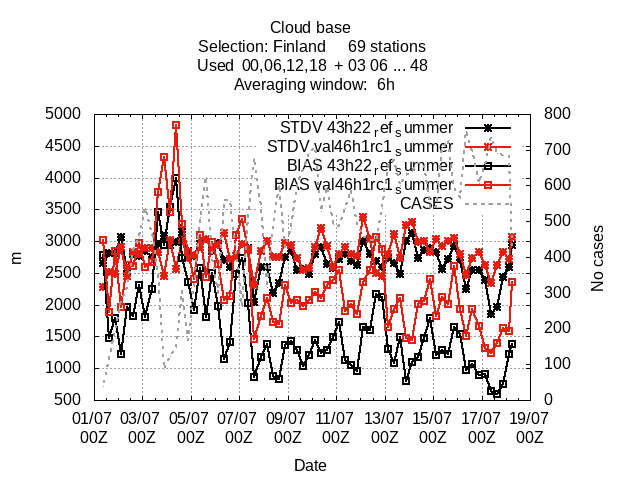 Cloud base
Selection: Finland 69 stations
Used 00,06,12,18 + 03 06 ... 48
Averaging window: 6h
STDV 43h22_ref_summer
STDV val46h1rc1_summer
BIAS 43h22_ref_summer
BIAS val46h1rc1_summer
CASES
5000
4500
4000
3500
3000
2500
2000
1500
1000
500
m
800
700
600
500
400
300
200
100
0
No cases
01/07 03/07 05/07 07/07 09/07 11/07 13/07 15/07 17/07 19/07
00Z 00Z 00Z 00Z 00Z 00Z 00Z 00Z 00Z 00Z
Date